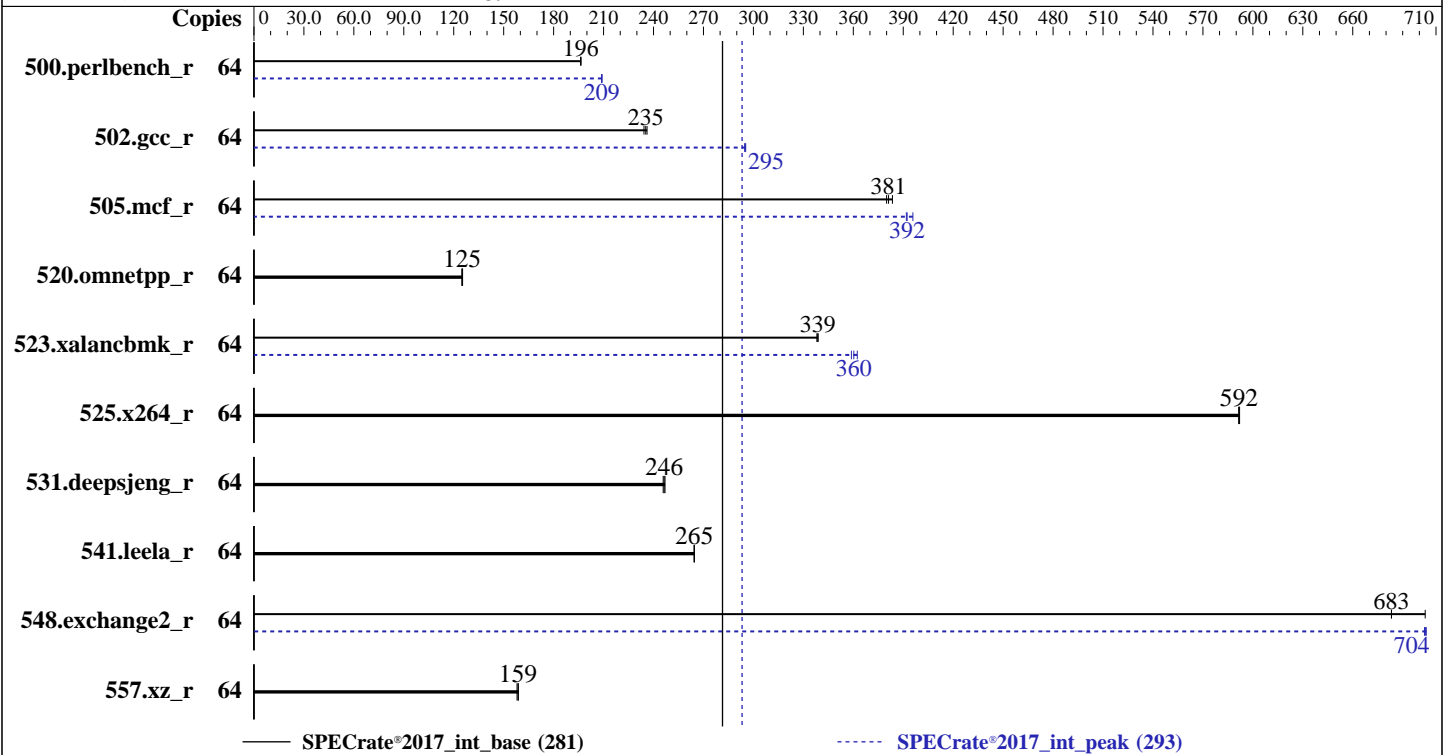 Copies 0 30.0 60.0 90.0 120 150 180 210 240 270 300 330 360 390 420 450 480 510 540 570 600 630 660 710
196
500.perlbench_r 64
209
235
502.gcc_r 64
295
381
505.mcf_r 64
392
125
520.omnetpp_r 64
339
523.xalancbmk_r 64
360
592
525.x264_r 64
246
531.deepsjeng_r 64
265
541.leela_r 64
683
548.exchange2_r 64
704
159
557.xz_r 64
SPECrate®2017_int_base (281) SPECrate®2017_int_peak (293)